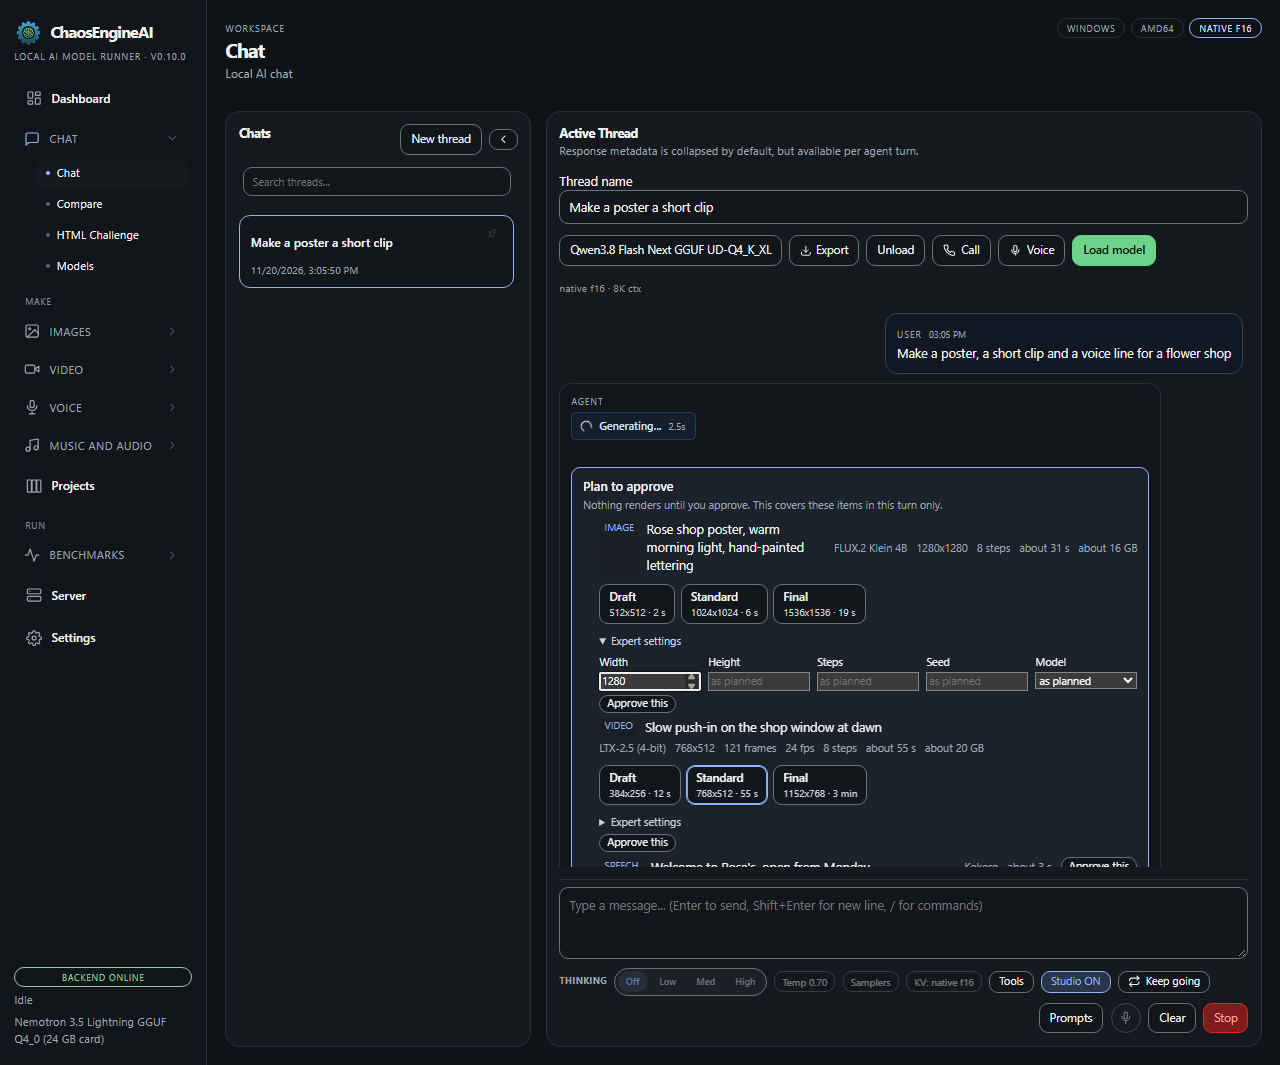 ChaosEngineAI
LOCAL AI MODEL RUNNER · V0.10.0
Dashboard
CHAT
Chat
Compare
HTML Challenge
Models
MAKE
IMAGES
VIDEO
VOICE
MUSIC AND AUDIO
Projects
RUN
BENCHMARKS
Server
Settings
BACKEND ONLINE
Idle
Nemotron 3.5 Lightning GGUF
Q4_0 (24 GB card)
WORKSPACE
Chat
Local AI chat
WINDOWS
AMD64
NATIVE F16
Chats
New thread
Search threads...
Make a poster a short clip
11/20/2026, 3:05:50 PM
Active Thread
Response metadata is collapsed by default, but available per agent turn.
Thread name
Make a poster a short clip
Qwen3.8 Flash Next GGUF UD-Q4_K_XL
Export
Unload
Call
Voice
Load model
native f16 · 8K ctx
USER 03:05 PM
Make a poster, a short clip and a voice line for a flower shop
AGENT
Generating... 2.5s
Plan to approve
Nothing renders until you approve. This covers these items in this turn only.
IMAGE
Rose shop poster, warm
morning light, hand-painted
lettering
FLUX.2 Klein 4B 1280x1280 8 steps about 31 s about 16 GB
Draft
512x512 · 2 s
Standard
1024x1024 · 6 s
Final
1536x1536 · 19 s
Expert settings
Width Height Steps Seed Model
1280 as planned as planned as planned as planned
Approve this
VIDEO Slow push-in on the shop window at dawn
LTX-2.5 (4-bit) 768x512 121 frames 24 fps 8 steps about 55 s about 20 GB
Draft
384x256 · 12 s
Standard
768x512 · 55 s
Final
1152x768 · 3 min
Expert settings
Approve this
SPEECH Welcome to Rosa's, open from Monday Kokoro about 3 s Approve this
Type a message... (Enter to send, Shift+Enter for new line, / for commands)
THINKING Off Low Med High Temp 0.70 Samplers KV: native f16 Tools Studio ON Keep going
Prompts Clear Stop